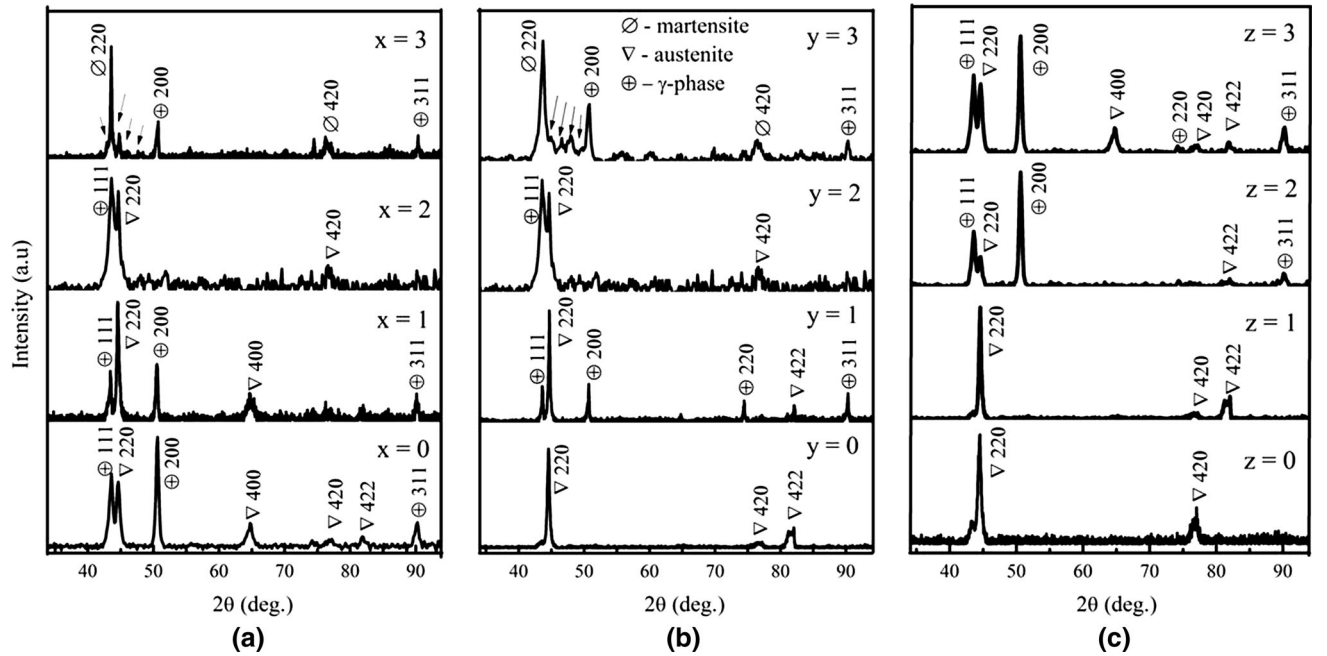 Intensity (a.u)
x = 3
∅ 220
⊕ 200
∅ 420
⊕ 311
x = 2
⊕ 111
∇ 220
∇ 420
x = 1
⊕ 111
∇ 220
⊕ 200
∇ 400
⊕ 311
x = 0
⊕ 111
∇ 220
⊕ 200
∇ 400
∇ 420
∇ 422
⊕ 311
40 50 60 70 80 90
2θ (deg.)
(a)
∅ - martensite
∇ - austenite
⊕ – γ-phase
y = 3
∅ 220
⊕ 200
∅ 420
⊕ 311
y = 2
⊕ 111
∇ 220
∇ 420
y = 1
⊕ 111
∇ 220
⊕ 200
⊕ 220
∇ 422
⊕ 311
y = 0
∇ 220
∇ 420
∇ 422
40 50 60 70 80 90
2θ (deg.)
(b)
z = 3
⊕ 111
∇ 220
⊕ 200
∇ 400
⊕ 220
∇ 420
∇ 422
⊕ 311
z = 2
⊕ 111
∇ 220
⊕ 200
∇ 422
⊕ 311
z = 1
∇ 220
∇ 420
∇ 422
z = 0
∇ 220
∇ 420
40 50 60 70 80 90
2θ (deg.)
(c)